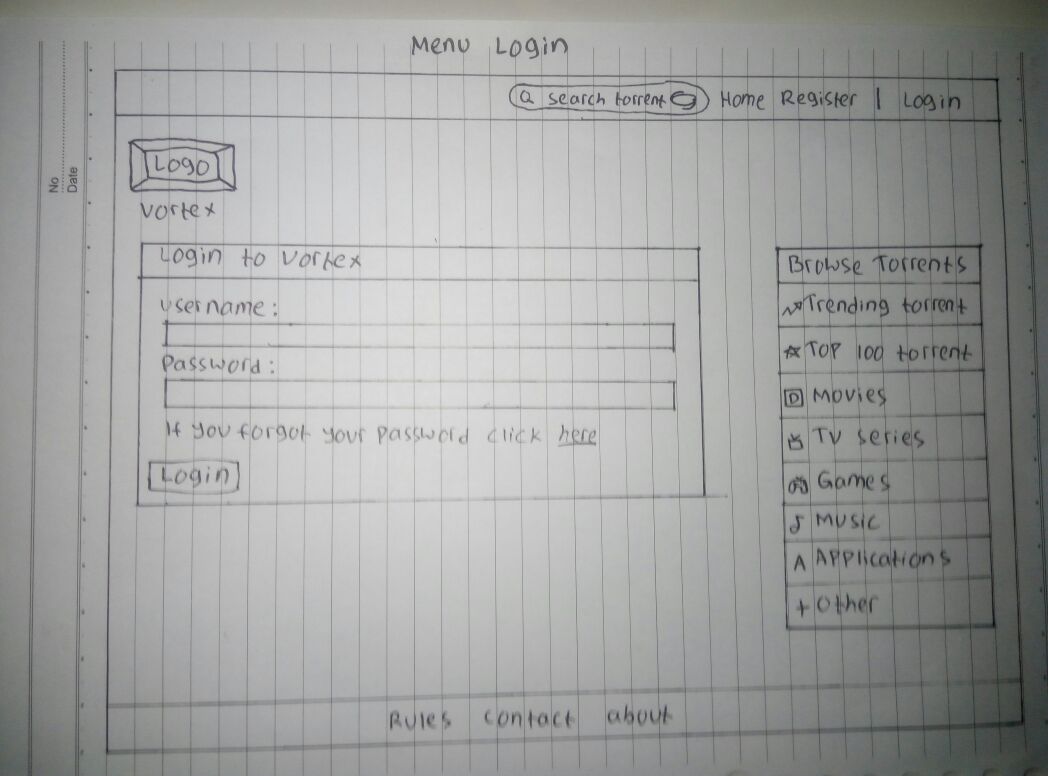 Menu Login
Search torrent Home Register | Login
LOGO
Vortex
Login to Vortex
Username:
Password:
If you forgot your password click here
Login
Browse Torrents
Trending torrent
TOP 100 torrent
D Movies
TV series
Games
Music
A Applications
+ Other
Rules contact about
No
Date